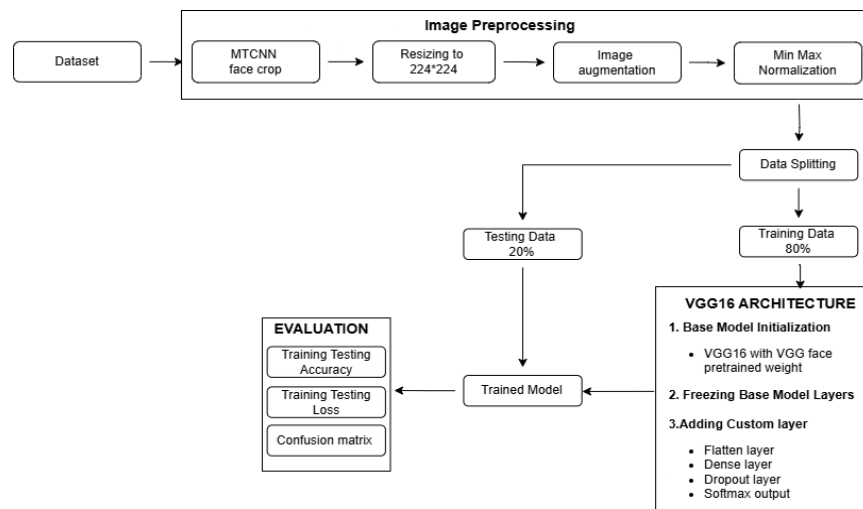 Image Preprocessing
Dataset
MTCNN
face crop
Resizing to
224*224
Image
augmentation
Min Max
Normalization
Data Splitting
Testing Data
20%
Training Data
80%
VGG16 ARCHITECTURE
1. Base Model Initialization
• VGG16 with VGG face
pretrained weight
2. Freezing Base Model Layers
3.Adding Custom layer
• Flatten layer
• Dense layer
• Dropout layer
• Softmax output
Trained Model
EVALUATION
Training Testing
Accuracy
Training Testing
Loss
Confusion matrix